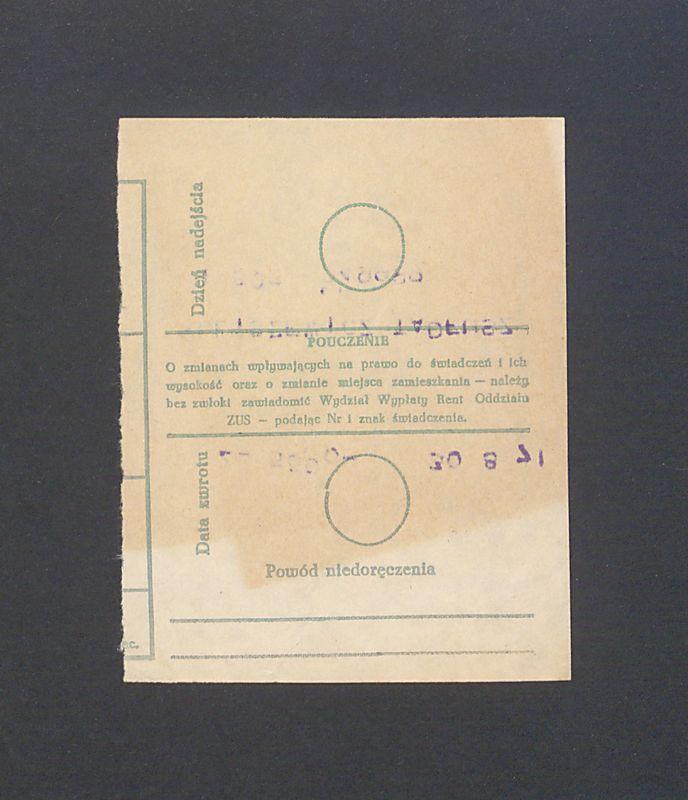 Dzień nadejścia
POUCZENIE
O zmianach wpływających na prawo do świadczeń i ich
wysokość oraz o zmianie miejsca zamieszkania — należy
bez zwłoki zawiadomić Wydział Wypłaty Rent Oddziału
ZUS — podając Nr i znak świadczenia.
Data zwrotu
30 8 71
Powód niedoręczenia